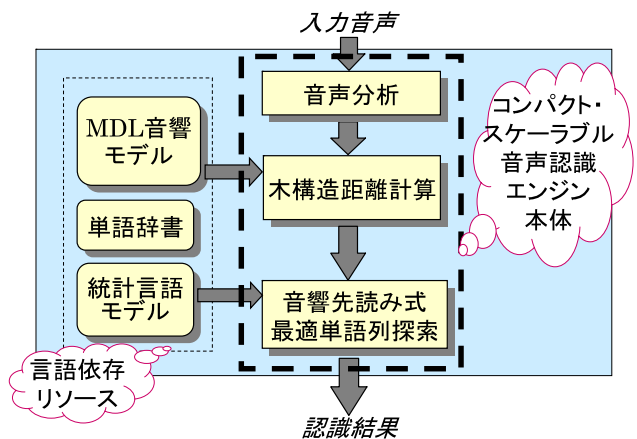 入力音声
音声分析
MDL音響
モデル
木構造距離計算
単語辞書
統計言語
モデル
音響先読み式
最適単語列探索
コンパクト・
スケーラブル
音声認識
エンジン
本体
言語依存
リソース
認識結果